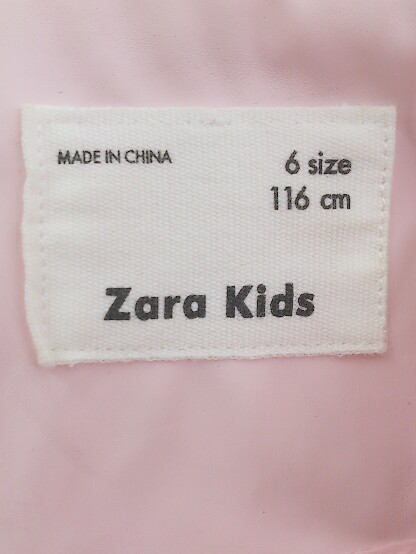 MADE IN CHINA
6 size
116 cm
Zara Kids